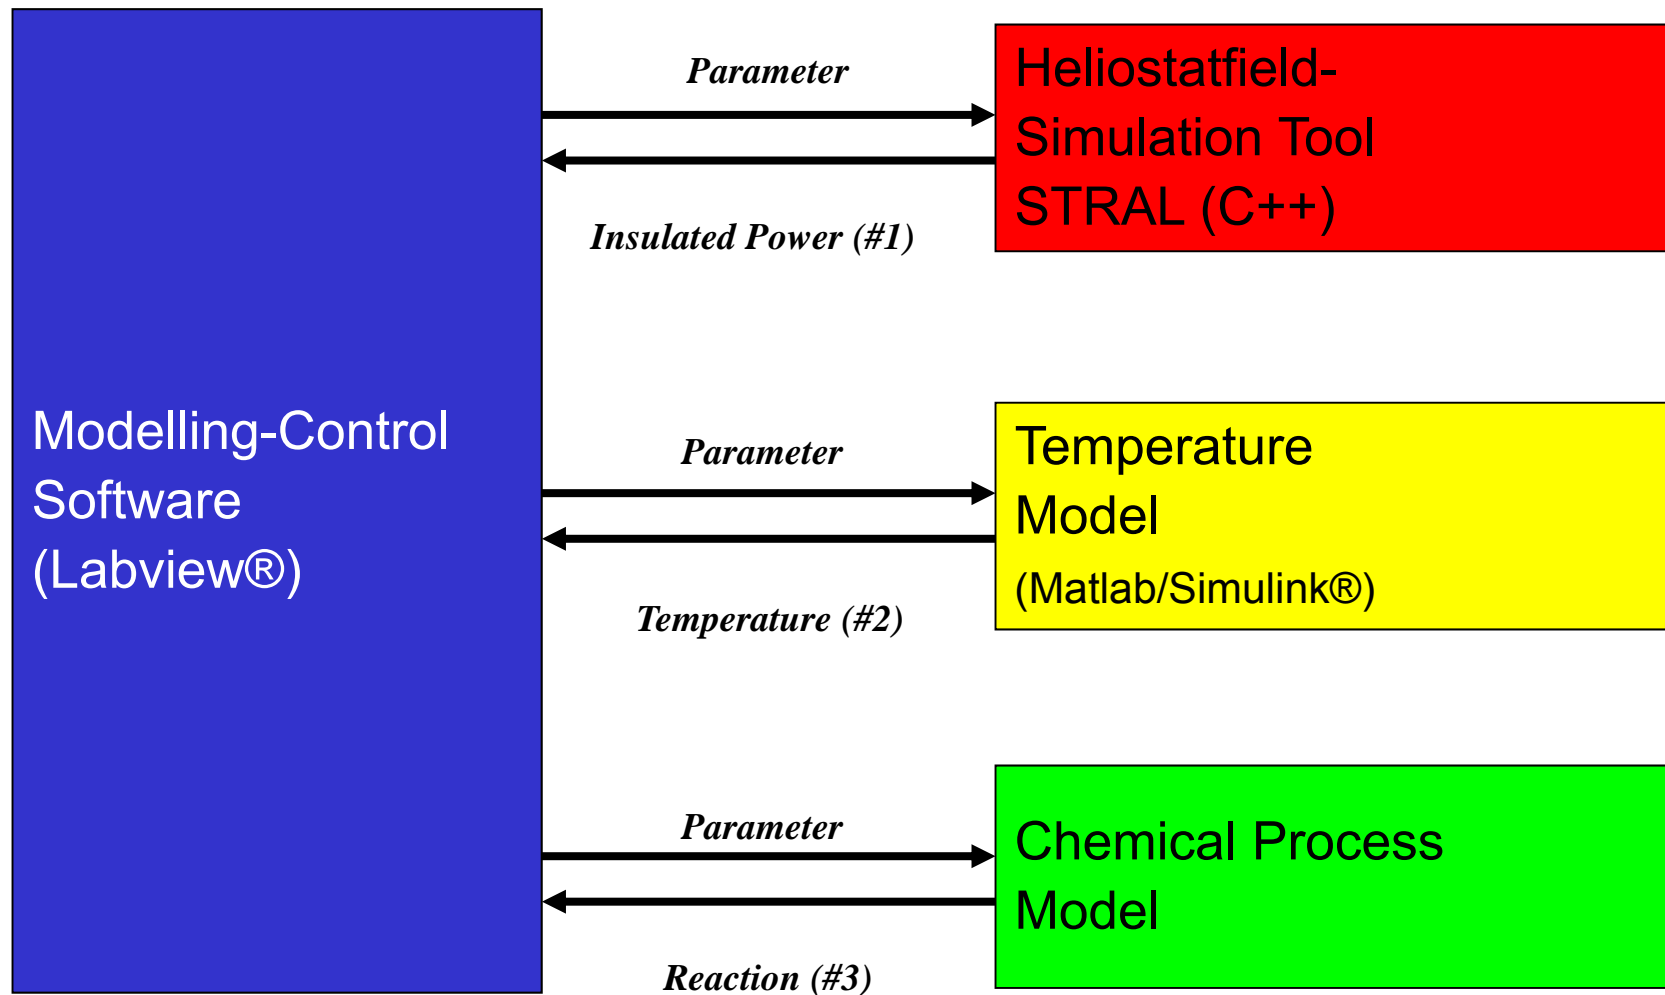 Modelling-Control
Software
(Labview®)
Parameter
Insulated Power (#1)
Heliostatfield-
Simulation Tool
STRAL (C++)
Parameter
Temperature (#2)
Temperature
Model
(Matlab/Simulink®)
Parameter
Reaction (#3)
Chemical Process
Model